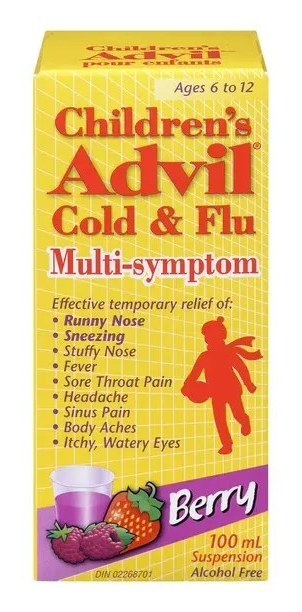 Children's
Advil
pour enfants
Ages 6 to 12
Children's
Advil®
Cold & Flu
Multi-symptom
Effective temporary relief of:
• Runny Nose
• Sneezing
• Stuffy Nose
• Fever
• Sore Throat Pain
• Headache
• Sinus Pain
• Body Aches
• Itchy, Watery Eyes
Berry
100 mL
Suspension
DIN 02268701 Alcohol Free